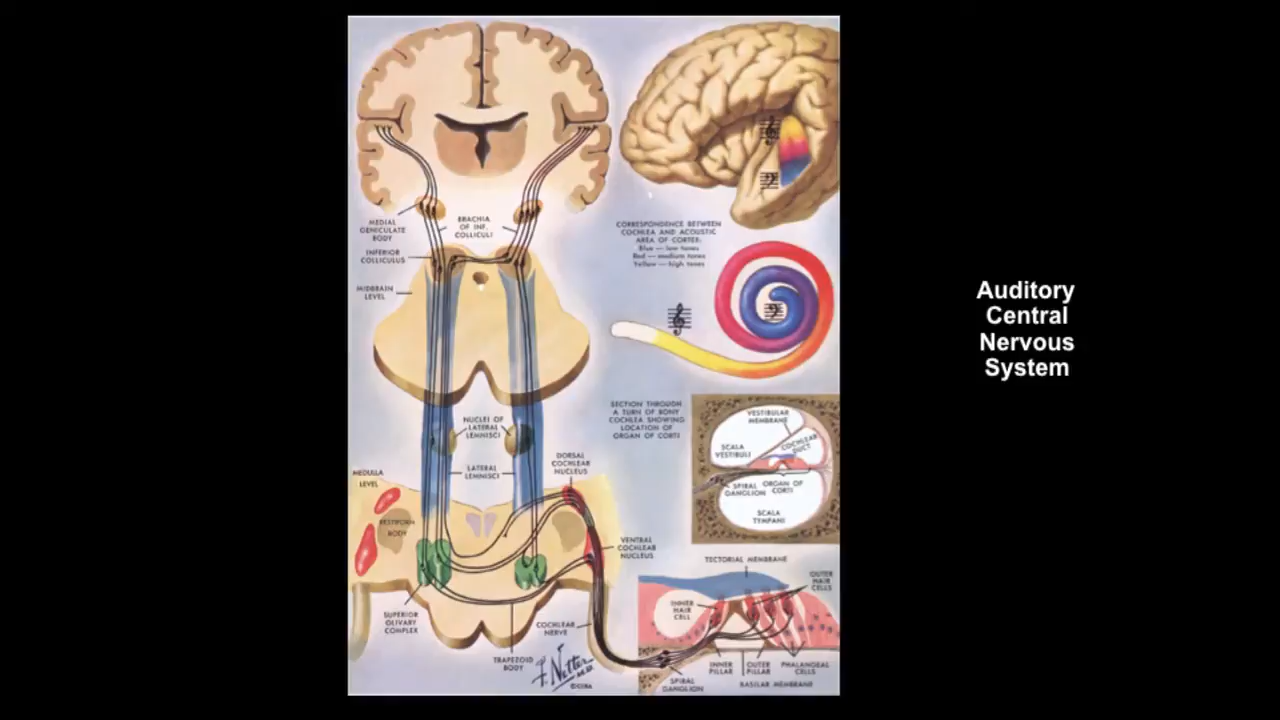 MEDIAL
GENICULATE
BODY
BRACHIA
OF INF.
COLLICULI
INFERIOR
COLLICULUS
MIDBRAIN
LEVEL
CORRESPONDENCE BETWEEN
COCHLEA AND ACOUSTIC
AREA OF CORTEX:
Blue — low tones
Red — medium tones
Yellow — high tones
Auditory
Central
Nervous
System
SECTION THROUGH
A TURN OF BONY
COCHLEA SHOWING
LOCATION OF
ORGAN OF CORTI
VESTIBULAR
MEMBRANE
SCALA
VESTIBULI
COCHLEAR
DUCT
SPIRAL
GANGLION
ORGAN OF
CORTI
SCALA
TYMPANI
NUCLEI OF
LATERAL
LEMNISCI
LATERAL
LEMNISCI
DORSAL
COCHLEAR
NUCLEUS
MEDULLA
LEVEL
RESTIFORM
BODY
VENTRAL
COCHLEAR
NUCLEUS
SUPERIOR
OLIVARY
COMPLEX
COCHLEAR
NERVE
TRAPEZOID
BODY
F. Netter
M.D.
TECTORIAL MEMBRANE
OUTER
HAIR
CELLS
INNER
HAIR
CELL
INNER
PILLAR
OUTER
PILLAR
PHALANGEAL
CELLS
BASILAR MEMBRANE
SPIRAL
GANGLION